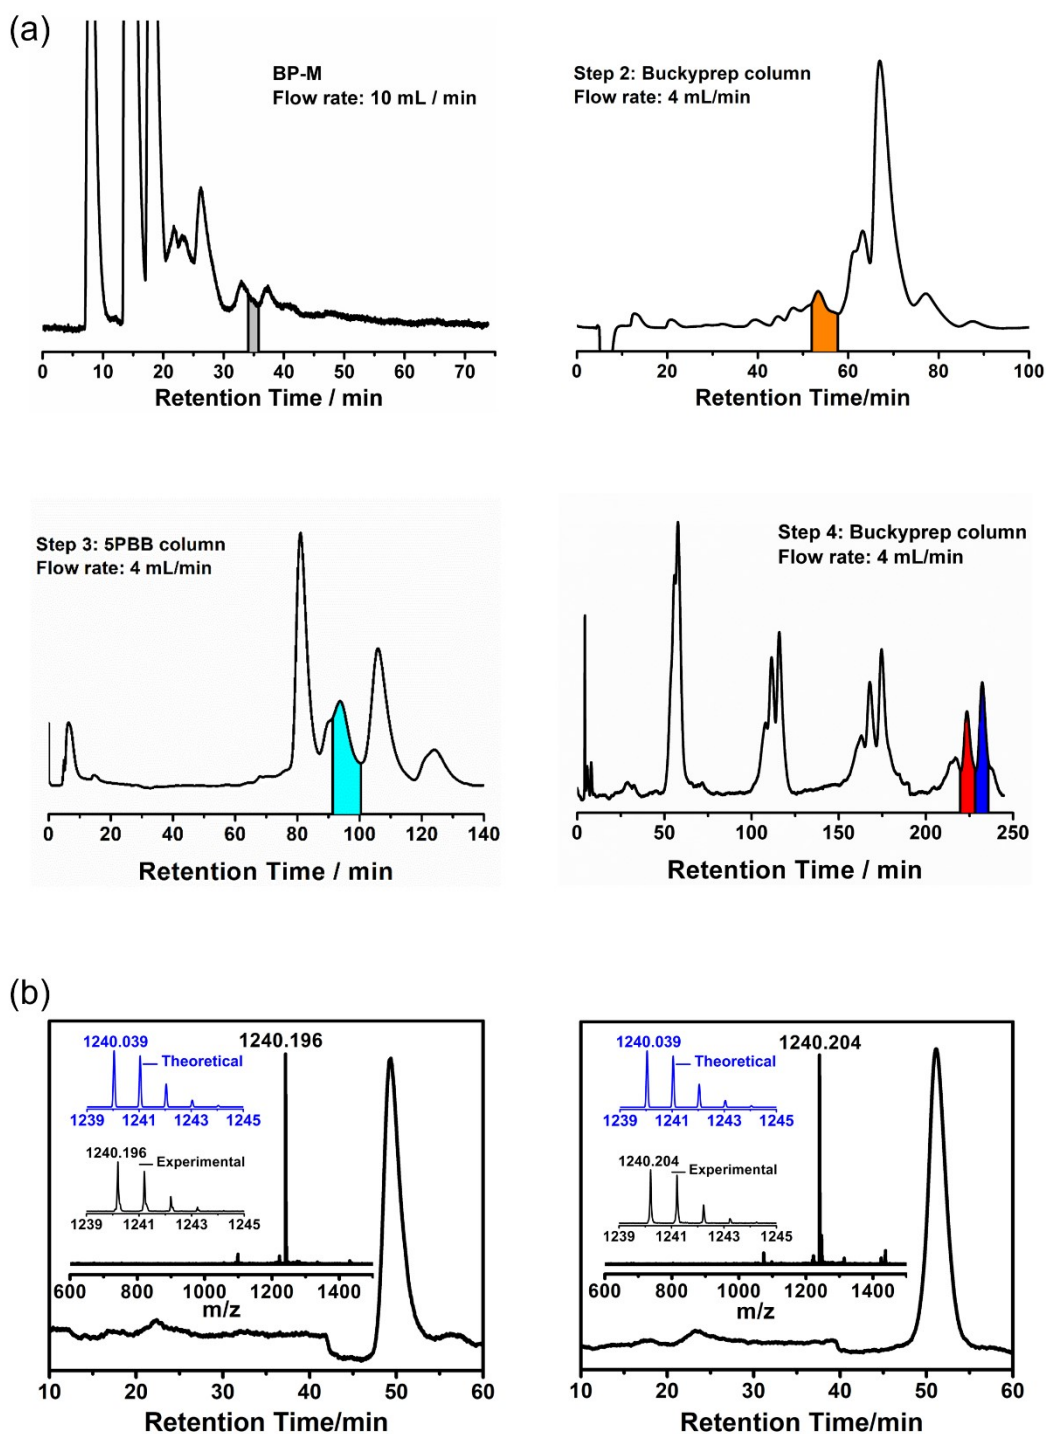 (a)
BP-M
Flow rate: 10 mL / min
0 10 20 30 40 50 60 70
Retention Time / min
Step 2: Buckyprep column
Flow rate: 4 mL/min
0 20 40 60 80 100
Retention Time/min
Step 3: 5PBB column
Flow rate: 4 mL/min
0 20 40 60 80 100 120 140
Retention Time / min
Step 4: Buckyprep column
Flow rate: 4 mL/min
0 50 100 150 200 250
Retention Time / min
(b)
1240.039
Theoretical
1239 1241 1243 1245
1240.196
1240.196
Experimental
1239 1241 1243 1245
600 800 1000 1200 1400
m/z
10 20 30 40 50 60
Retention Time/min
1240.039
Theoretical
1239 1241 1243 1245
1240.204
1240.204
Experimental
1239 1241 1243 1245
600 800 1000 1200 1400
m/z
10 20 30 40 50 60
Retention Time/min